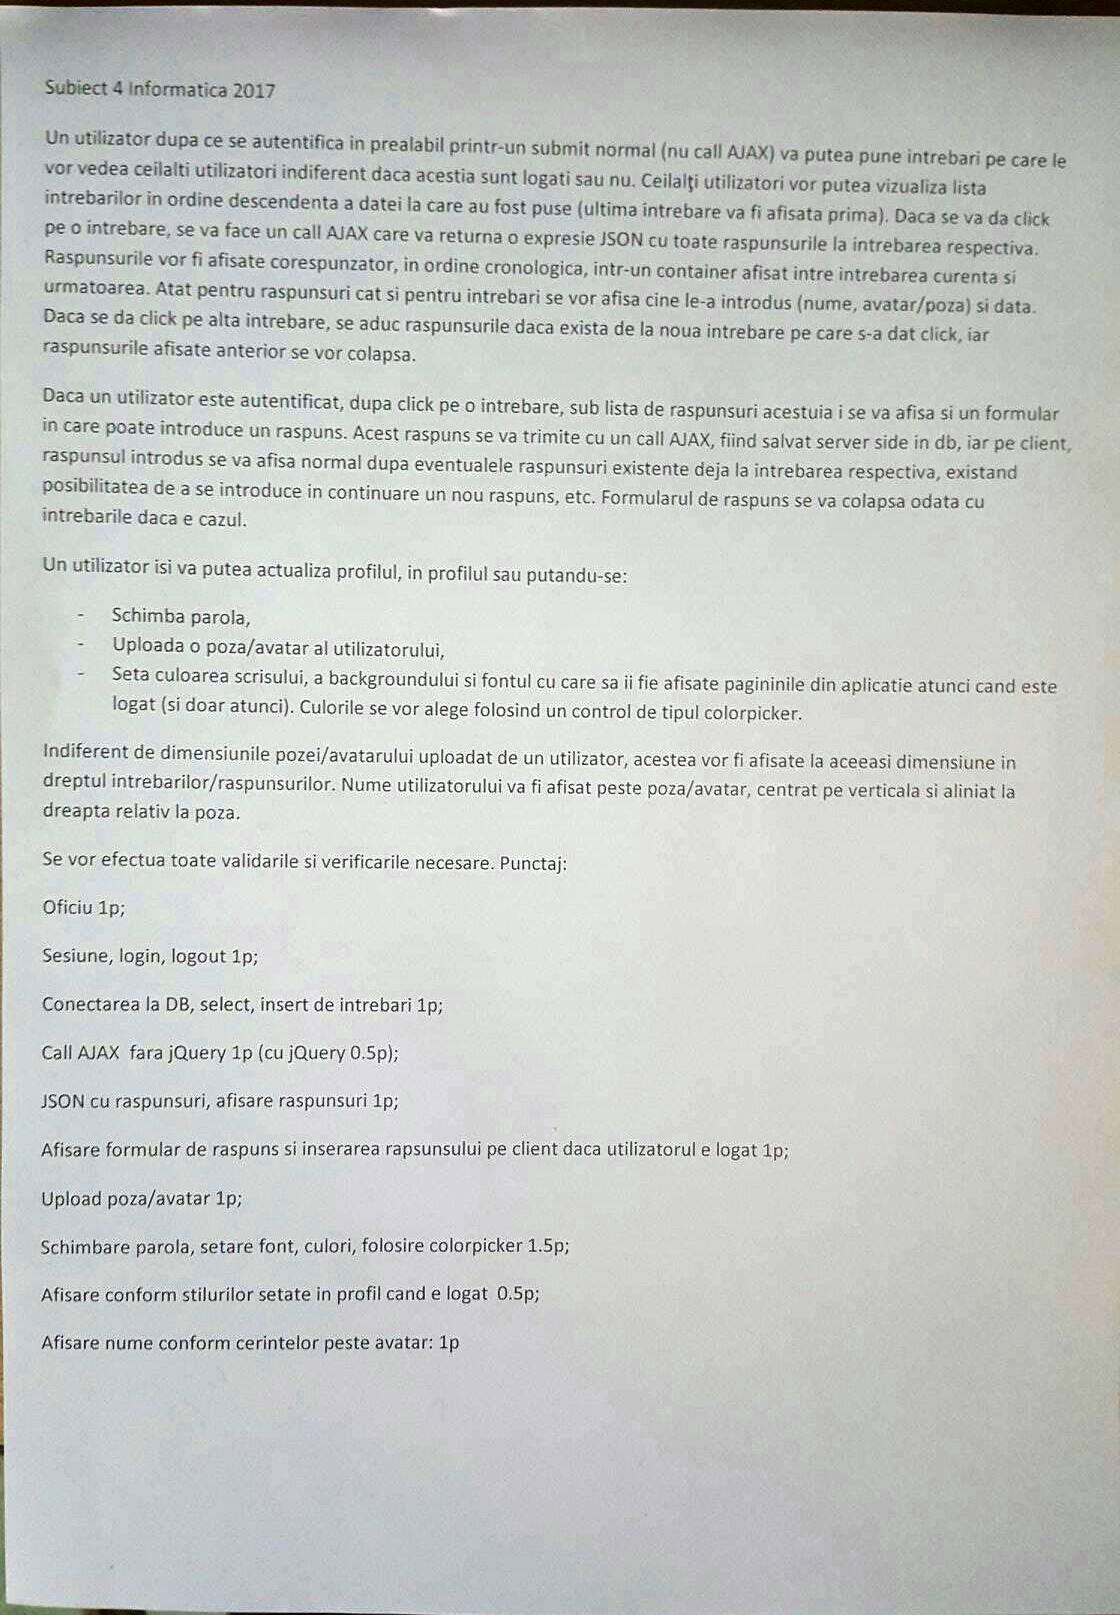 Subiect 4 Informatica 2017
Un utilizator dupa ce se autentifica in prealabil printr-un submit normal (nu call AJAX) va putea pune intrebari pe care le
vor vedea ceilalti utilizatori indiferent daca acestia sunt logati sau nu. Ceilalţi utilizatori vor putea vizualiza lista
intrebarilor in ordine descendenta a datei la care au fost puse (ultima intrebare va fi afisata prima). Daca se va da click
pe o intrebare, se va face un call AJAX care va returna o expresie JSON cu toate raspunsurile la intrebarea respectiva.
Raspunsurile vor fi afisate corespunzator, in ordine cronologica, intr-un container afisat intre intrebarea curenta si
urmatoarea. Atat pentru raspunsuri cat si pentru intrebari se vor afisa cine le-a introdus (nume, avatar/poza) si data.
Daca se da click pe alta intrebare, se aduc raspunsurile daca exista de la noua intrebare pe care s-a dat click, iar
raspunsurile afisate anterior se vor colapsa.
Daca un utilizator este autentificat, dupa click pe o intrebare, sub lista de raspunsuri acestuia i se va afisa si un formular
in care poate introduce un raspuns. Acest raspuns se va trimite cu un call AJAX, fiind salvat server side in db, iar pe client,
raspunsul introdus se va afisa normal dupa eventualele raspunsuri existente deja la intrebarea respectiva, existand
posibilitatea de a se introduce in continuare un nou raspuns, etc. Formularul de raspuns se va colapsa odata cu
intrebarile daca e cazul.
Un utilizator isi va putea actualiza profilul, in profilul sau putandu-se:
- Schimba parola,
- Uploada o poza/avatar al utilizatorului,
- Seta culoarea scrisului, a backgroundului si fontul cu care sa ii fie afisate pagininile din aplicatie atunci cand este
logat (si doar atunci). Culorile se vor alege folosind un control de tipul colorpicker.
Indiferent de dimensiunile pozei/avatarului uploadat de un utilizator, acestea vor fi afisate la aceeasi dimensiune in
dreptul intrebarilor/raspunsurilor. Nume utilizatorului va fi afisat peste poza/avatar, centrat pe verticala si aliniat la
dreapta relativ la poza.
Se vor efectua toate validarile si verificarile necesare. Punctaj:
Oficiu 1p;
Sesiune, login, logout 1p;
Conectarea la DB, select, insert de intrebari 1p;
Call AJAX fara jQuery 1p (cu jQuery 0.5p);
JSON cu raspunsuri, afisare raspunsuri 1p;
Afisare formular de raspuns si inserarea rapsunsului pe client daca utilizatorul e logat 1p;
Upload poza/avatar 1p;
Schimbare parola, setare font, culori, folosire colorpicker 1.5p;
Afisare conform stilurilor setate in profil cand e logat 0.5p;
Afisare nume conform cerintelor peste avatar: 1p